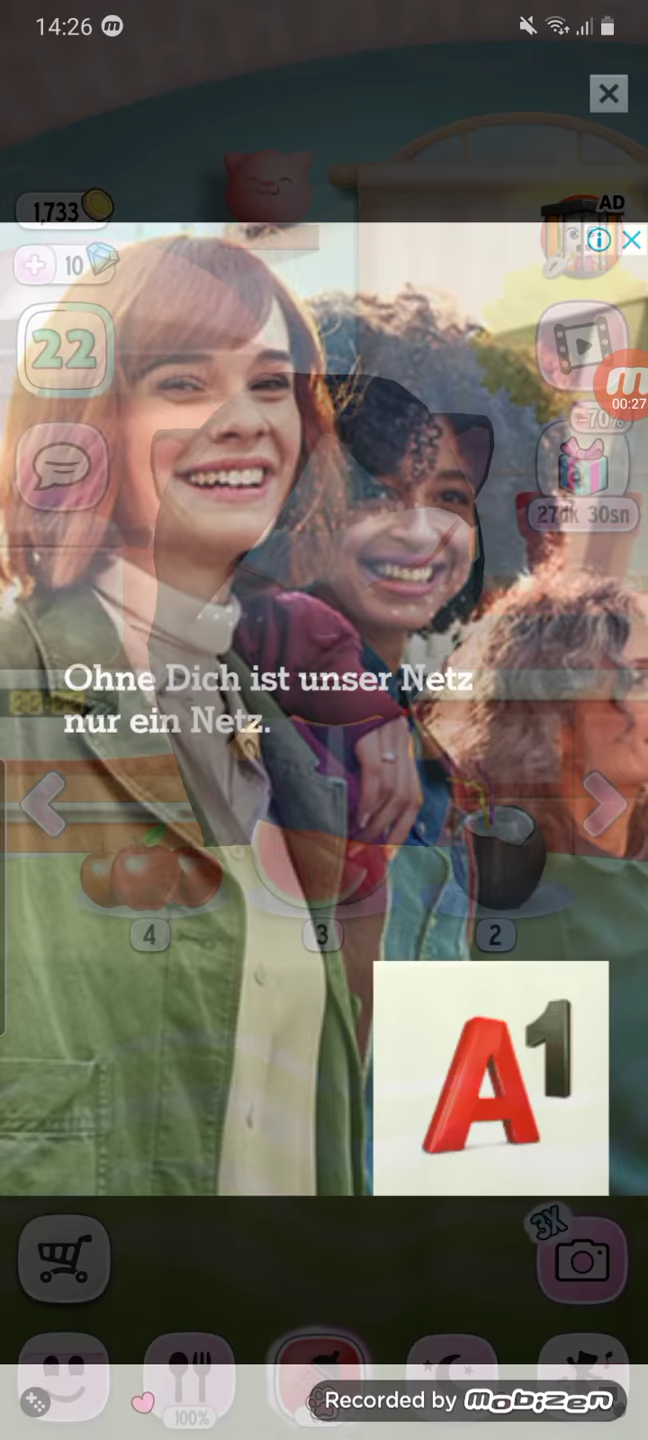 14:26
1,733
AD
10
22
00:27
-70%
27dk 30sn
Ohne Dich ist unser Netz
nur ein Netz.
4
3
2
A1
3X
100%
Recorded by mobizen